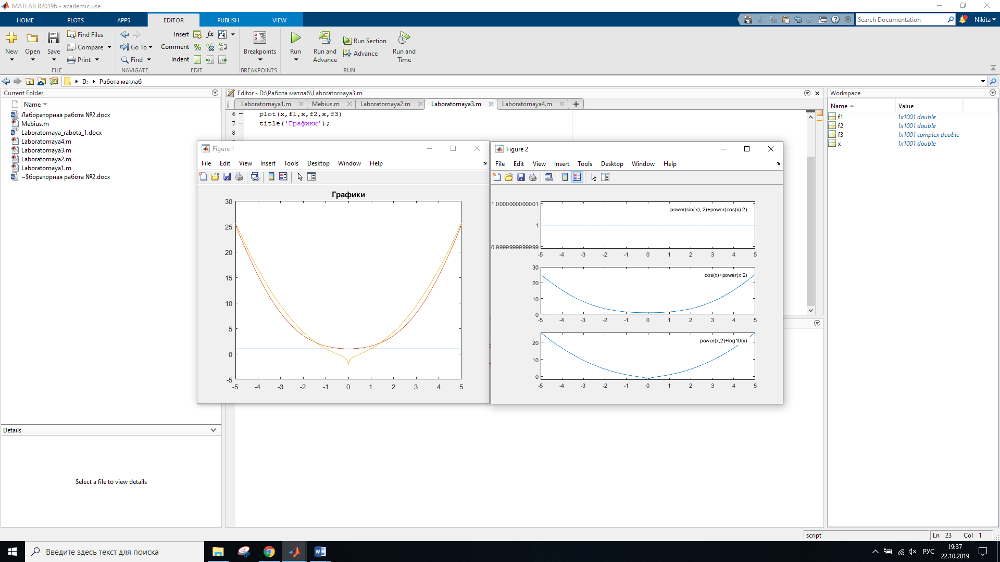 MATLAB R2019b - academic use
HOME PLOTS APPS EDITOR PUBLISH VIEW
Search Documentation
Nikita
New
Open
Save
Find Files
Compare
Print
FILE
Go To
Find
NAVIGATE
Insert
fx
Comment
Indent
EDIT
Breakpoints
BREAKPOINTS
Run
Run and
Advance
Run Section
Advance
Run and
Time
RUN
D: Работа матлаб
Current Folder
Name
Лабораторная работа №2.docx
Mebius.m
Laboratornaya_rabota_1.docx
Laboratornaya4.m
Laboratornaya3.m
Laboratornaya2.m
Laboratornaya1.m
~$бораторная работа №2.docx
Details
Select a file to view details
Editor - D:\Работа матлаб\Laboratornaya3.m
Laboratornaya1.m Mebius.m Laboratornaya2.m Laboratornaya3.m Laboratornaya4.m
6 plot(x,f1,x,f2,x,f3)
7 title('Графики');
8
Figure 1
File Edit View Insert Tools Desktop Window Help
Графики
30
25
20
15
10
5
0
-5
-5 -4 -3 -2 -1 0 1 2 3 4 5
Figure 2
File Edit View Insert Tools Desktop Window Help
1.0000000000001
1
0.9999999999999
power(sin(x), 2)+power(cos(x),2)
-5 -4 -3 -2 -1 0 1 2 3 4 5
30
20
10
0
cos(x)+power(x,2)
-5 -4 -3 -2 -1 0 1 2 3 4 5
20
10
0
power(x,2)+log10(x)
-5 -4 -3 -2 -1 0 1 2 3 4 5
Workspace
Name Value
f1 1x1001 double
f2 1x1001 double
f3 1x1001 complex double
x 1x1001 double
script
Ln 23 Col 1
Введите здесь текст для поиска
РУС
19:37
22.10.2019